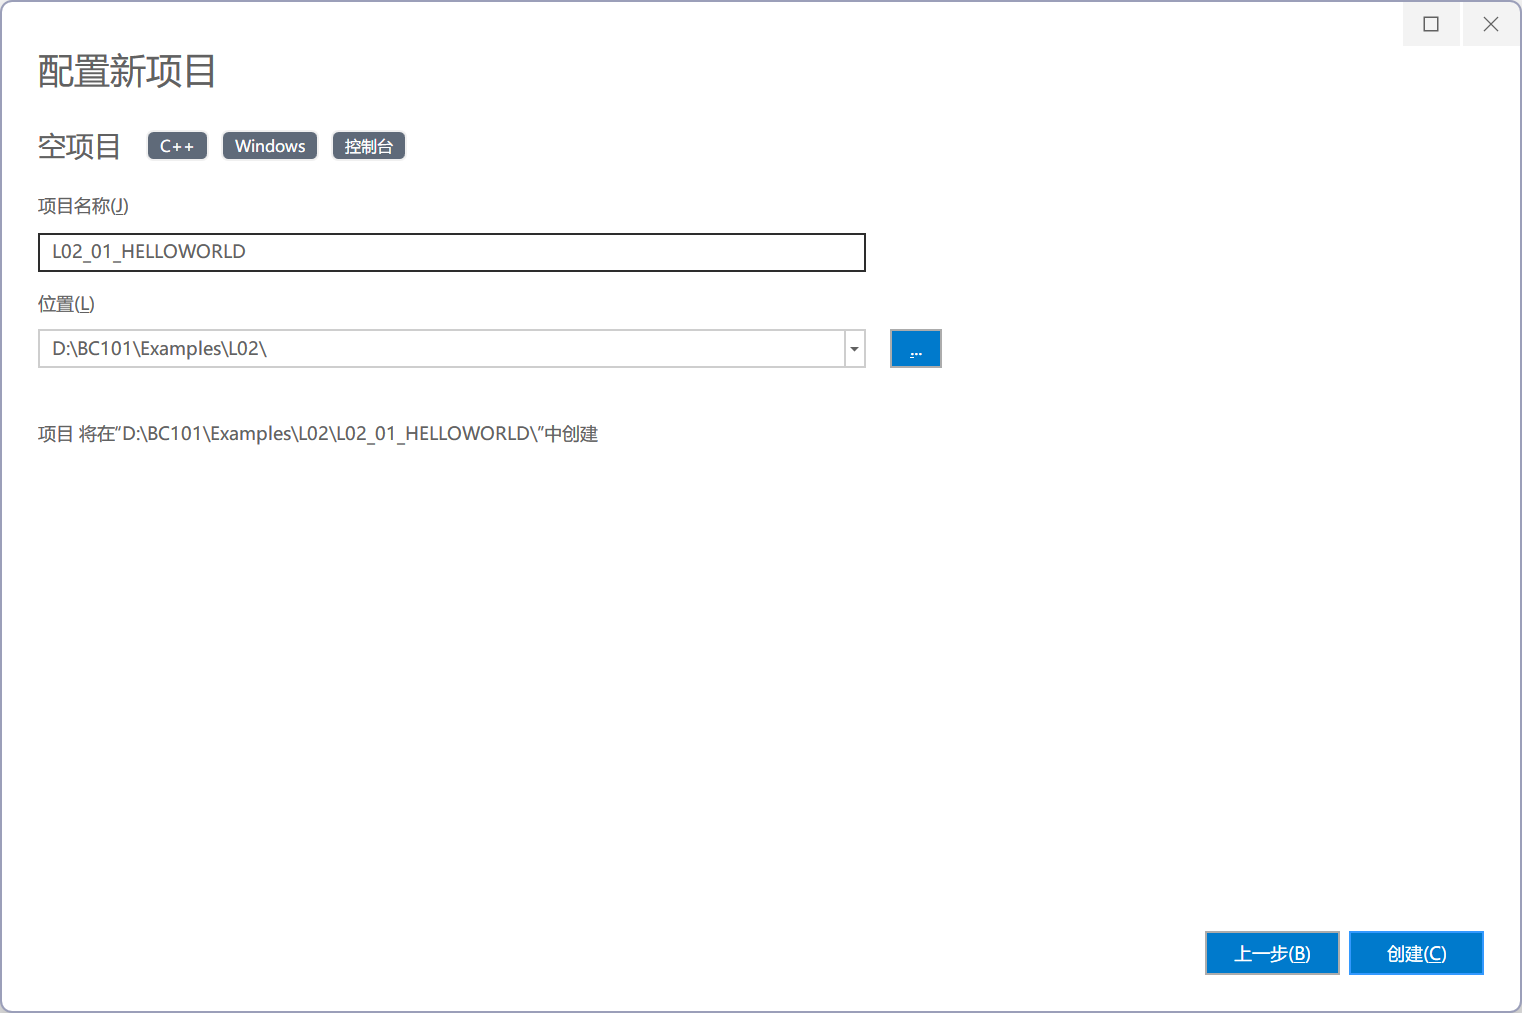 配置新项目
空项目 C++ Windows 控制台
项目名称(J)
L02_01_HELLOWORLD
位置(L)
D:\BC101\Examples\L02\
...
项目 将在"D:\BC101\Examples\L02\L02_01_HELLOWORLD\"中创建
上一步(B) 创建(C)